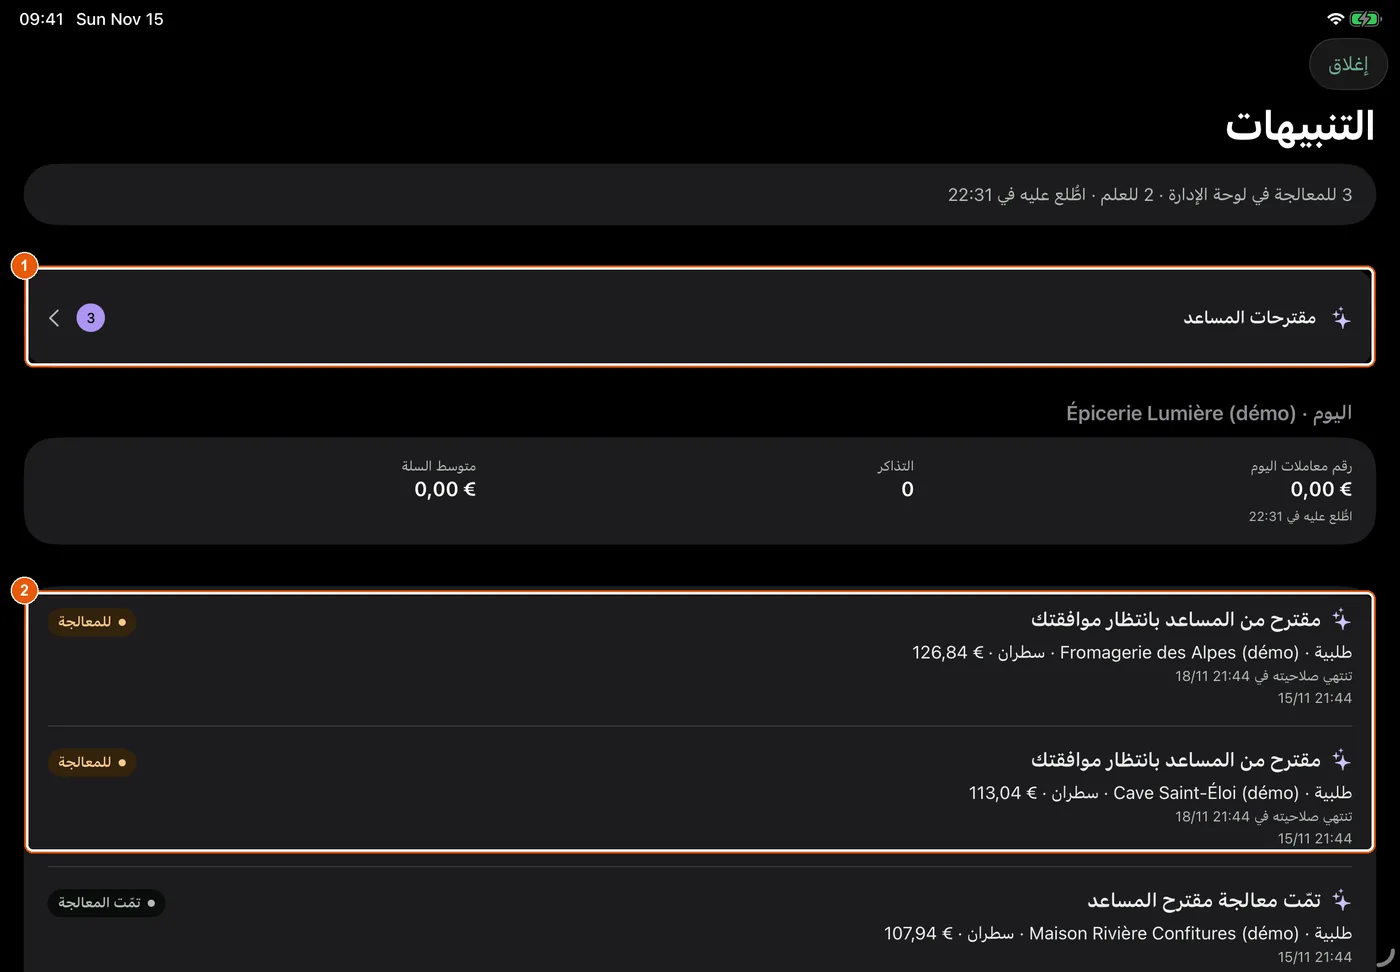 09:41 Sun Nov 15
إغلاق
التنبيهات
3 للمعالجة في لوحة الإدارة · 2 للعلم · اطُّلع عليه في 22:31
1
مقترحات المساعد
3
اليوم · Épicerie Lumière (démo)
رقم معاملات اليوم
0,00 €
اطُّلع عليه في 22:31
التذاكر
0
متوسط السلة
0,00 €
2
مقترح من المساعد بانتظار موافقتك
للمعالجة
طلبية · Fromagerie des Alpes (démo) · سطران · 126,84 €
تنتهي صلاحيته في 18/11 21:44
15/11 21:44
مقترح من المساعد بانتظار موافقتك
للمعالجة
طلبية · Cave Saint-Éloi (démo) · سطران · 113,04 €
تنتهي صلاحيته في 18/11 21:44
15/11 21:44
تمّت معالجة مقترح المساعد
تمّت المعالجة
طلبية · Maison Rivière Confitures (démo) · سطران · 107,94 €
15/11 21:44